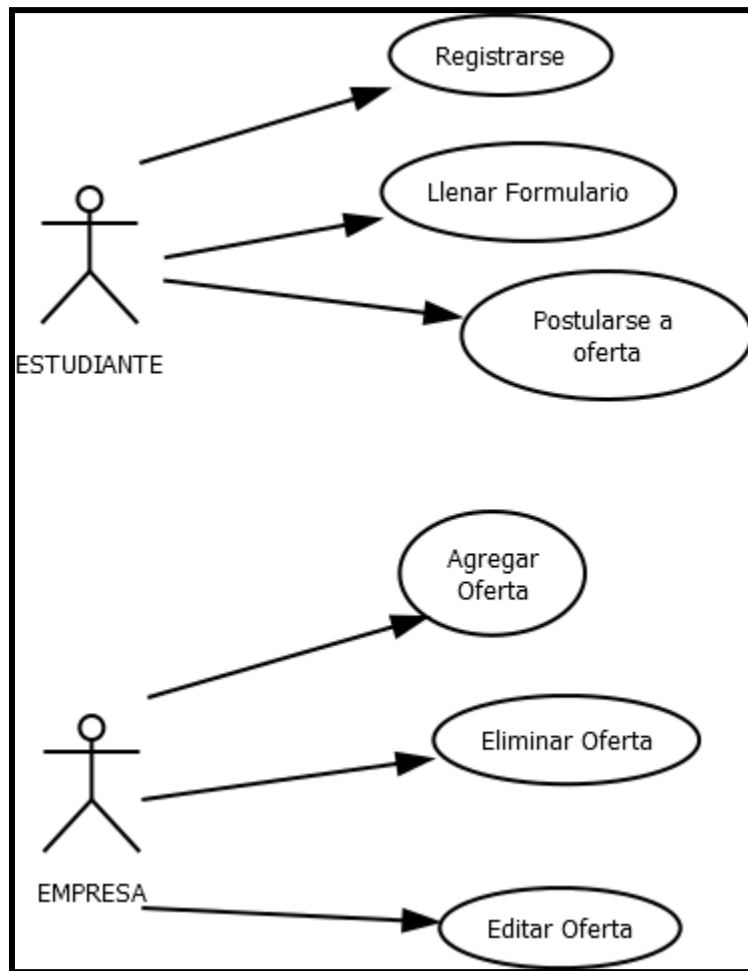 Registrarse
Llenar Formulario
Postularse a
oferta
ESTUDIANTE
Agregar
Oferta
Eliminar Oferta
EMPRESA
Editar Oferta